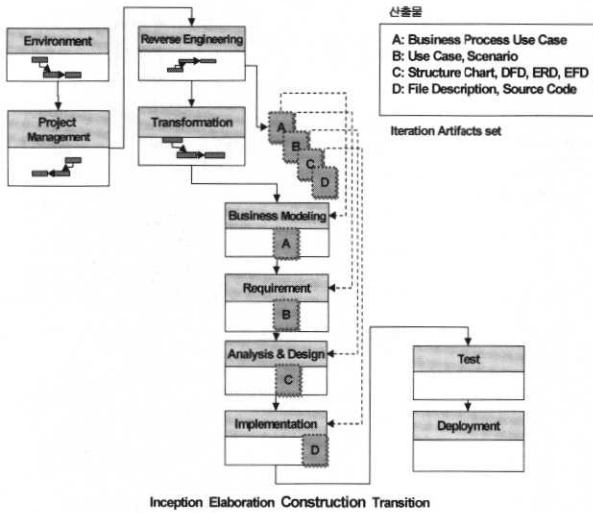 산출물
A: Business Process Use Case
B: Use Case, Scenario
C: Structure Chart, DFD, ERD, EFD
D: File Description, Source Code
Iteration Artifacts set
Environment
Reverse Engineering
Project
Management
Transformation
A
B
C
D
Business Modeling
A
Requirement
B
Analysis & Design
C
Implementation
D
Test
Deployment
Inception Elaboration Construction Transition